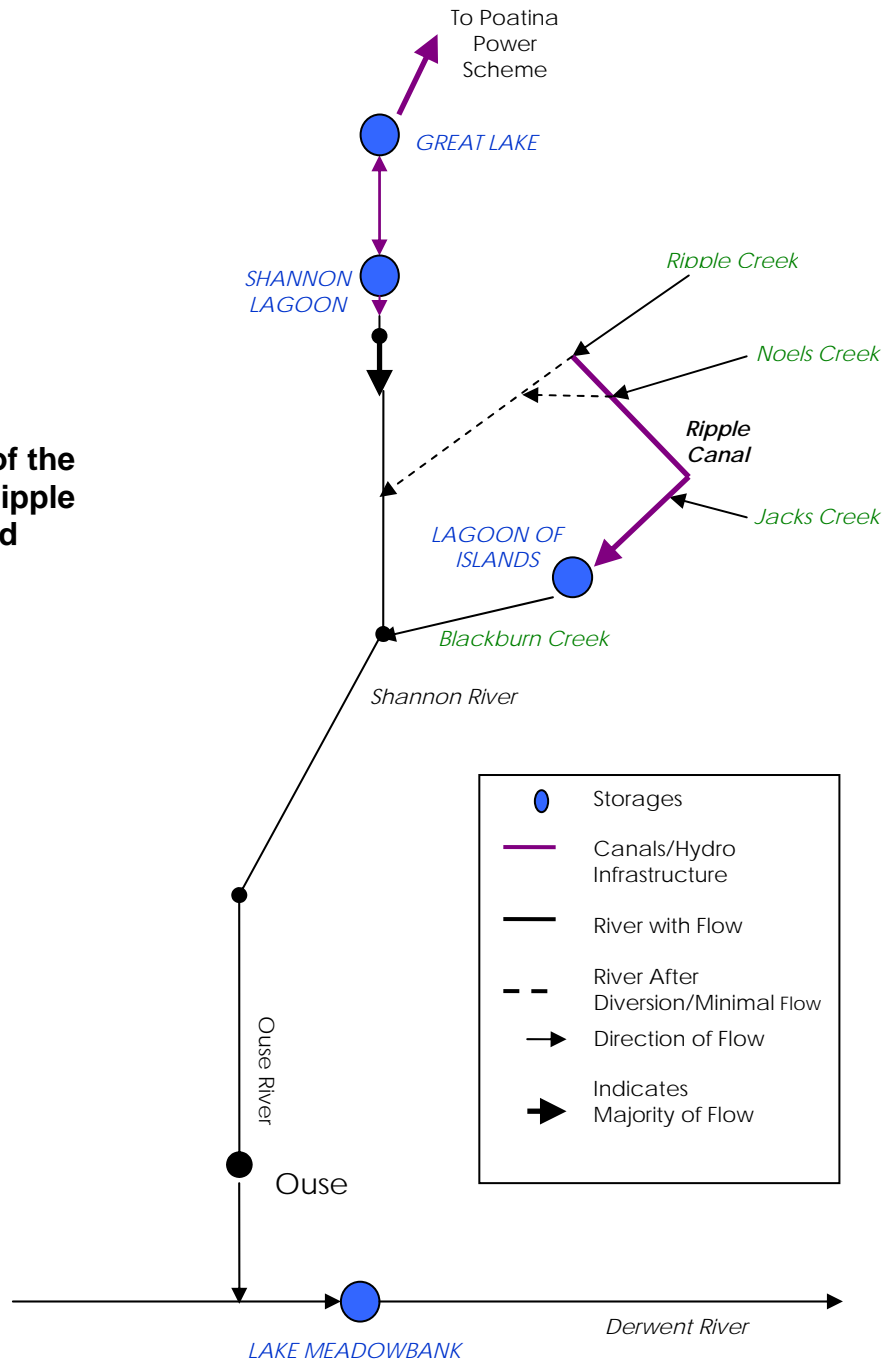 To Poatina
Power
Scheme
GREAT LAKE
SHANNON
LAGOON
Ripple Creek
Noels Creek
Ripple
Canal
of the
ipple
d
Jacks Creek
LAGOON OF
ISLANDS
Blackburn Creek
Shannon River
Storages
Canals/Hydro
Infrastructure
River with Flow
River After
Diversion/Minimal Flow
Direction of Flow
Indicates
Majority of Flow
Ouse River
Ouse
Derwent River
LAKE MEADOWBANK